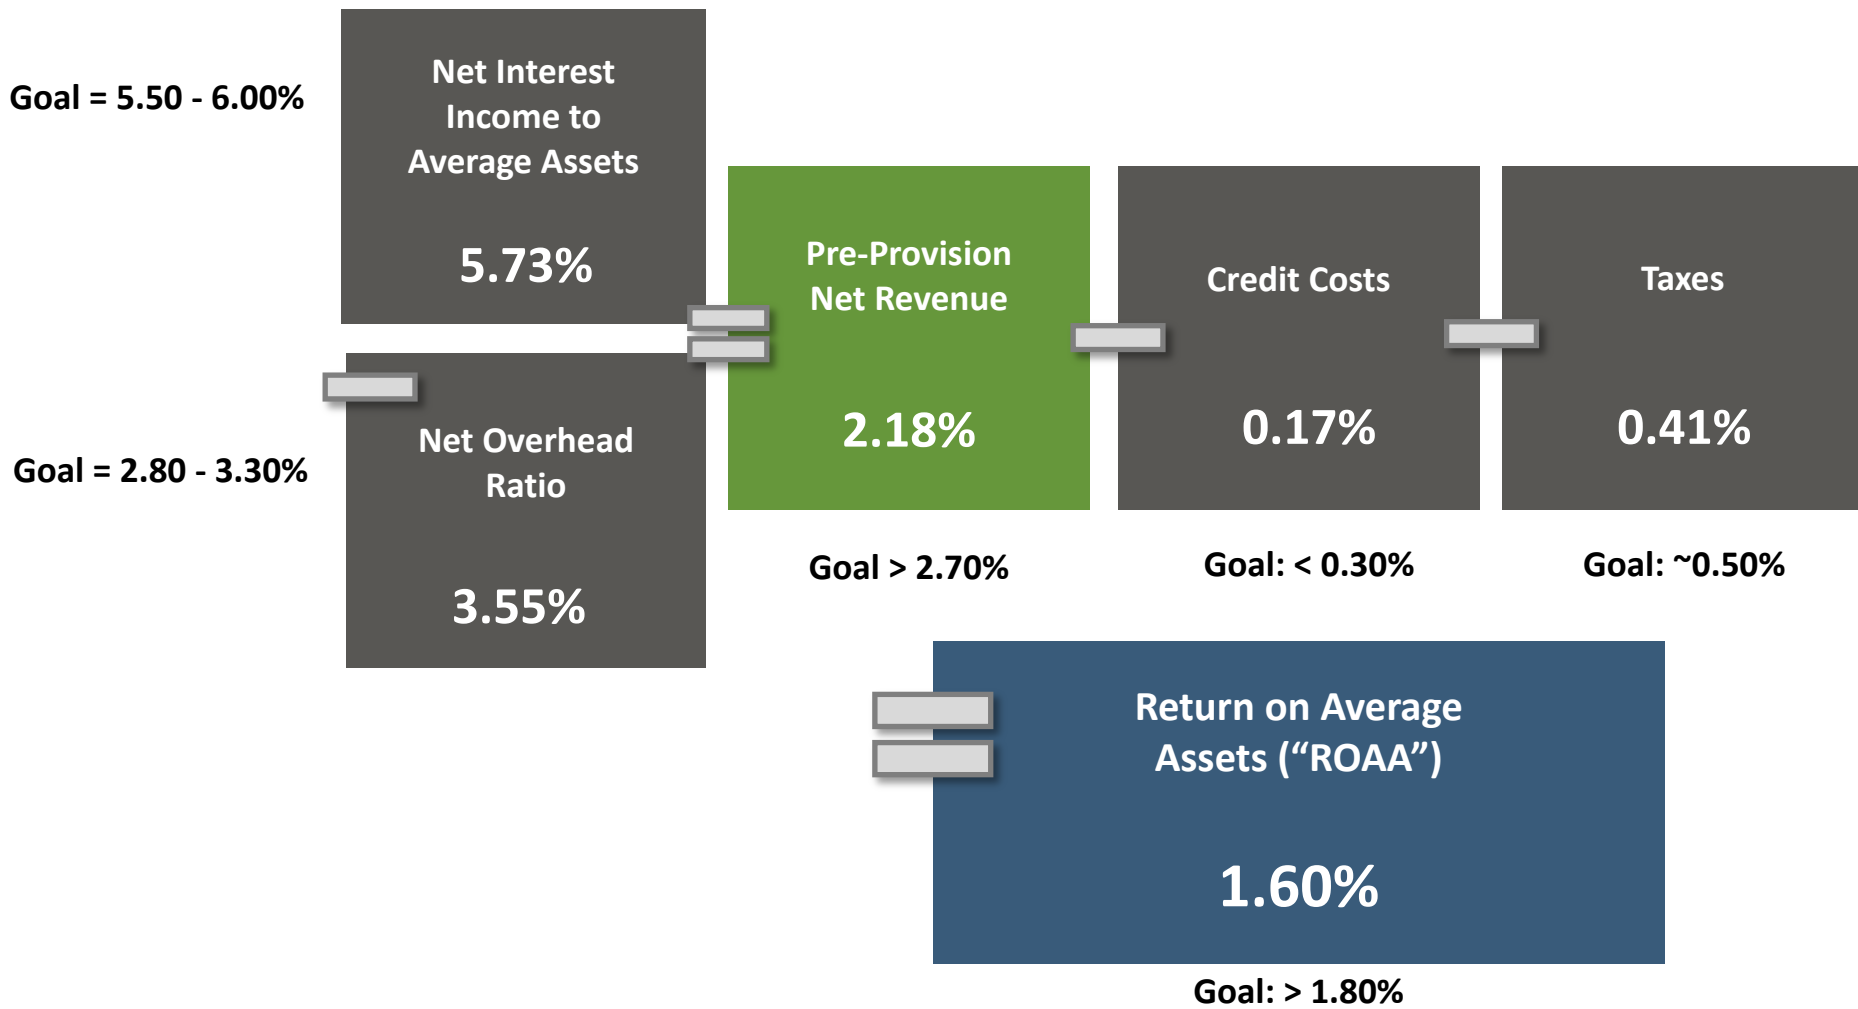 Goal = 5.50 - 6.00%
Net Interest
Income to
Average Assets
5.73%
Goal = 2.80 - 3.30%
Net Overhead
Ratio
3.55%
Pre-Provision
Net Revenue
2.18%
Goal > 2.70%
Credit Costs
0.17%
Goal: < 0.30%
Taxes
0.41%
Goal: ~0.50%
Return on Average
Assets (“ROAA”)
1.60%
Goal: > 1.80%